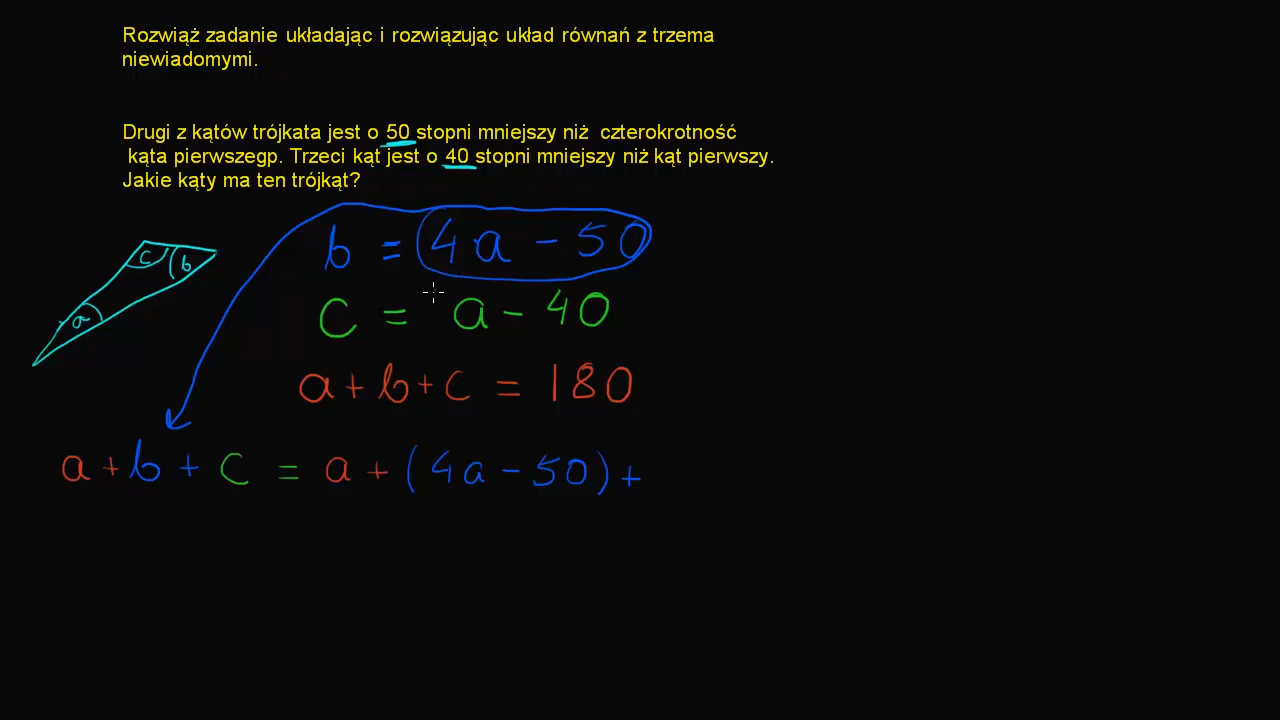 Rozwiąż zadanie układając i rozwiązując układ równań z trzema
niewiadomymi.
Drugi z kątów trójkata jest o 50 stopni mniejszy niż czterokrotność
kąta pierwszegp. Trzeci kąt jest o 40 stopni mniejszy niż kąt pierwszy.
Jakie kąty ma ten trójkąt?
b = 4a - 50
c b
c = a - 40
a
a + b + c = 180
a + b + c = a + (4a - 50) +